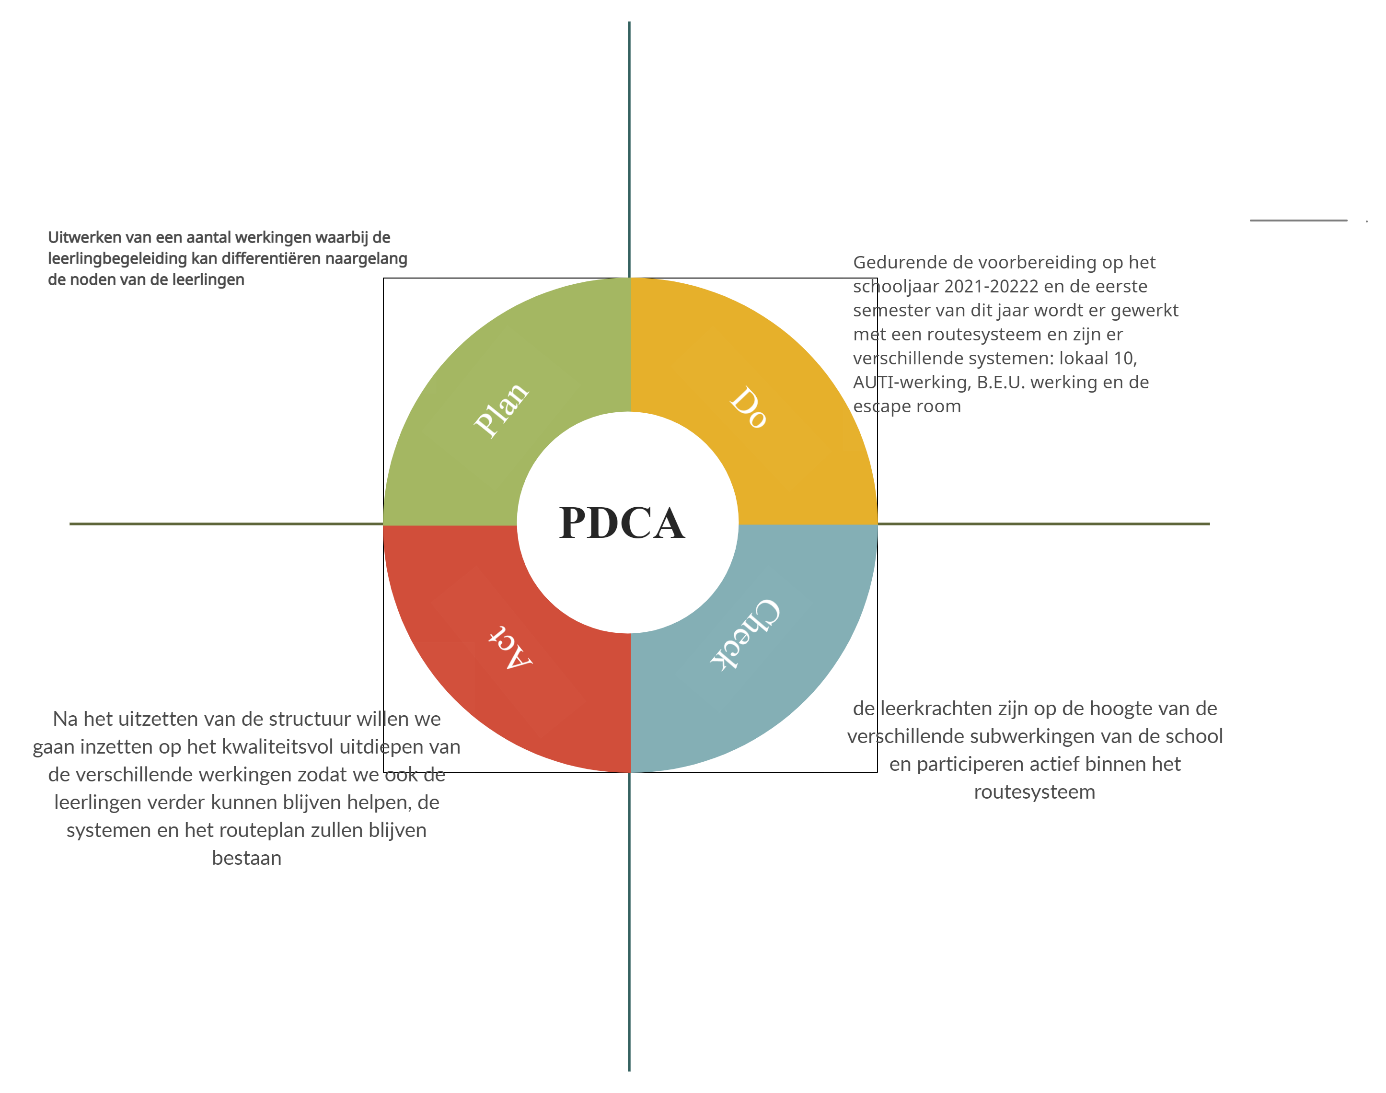 Uitwerken van een aantal werkingen waarbij de
leerlingbegeleiding kan differentiëren naargelang
de noden van de leerlingen
Gedurende de voorbereiding op het
schooljaar 2021-20222 en de eerste
semester van dit jaar wordt er gewerkt
met een routesysteem en zijn er
verschillende systemen: lokaal 10,
AUTI-werking, B.E.U. werking en de
escape room
Plan
Do
PDCA
Act
Check
Na het uitzetten van de structuur willen we
gaan inzetten op het kwaliteitsvol uitdiepen van
de verschillende werkingen zodat we ook de
leerlingen verder kunnen blijven helpen, de
systemen en het routeplan zullen blijven
bestaan
de leerkrachten zijn op de hoogte van de
verschillende subwerkingen van de school
en participeren actief binnen het
routesysteem